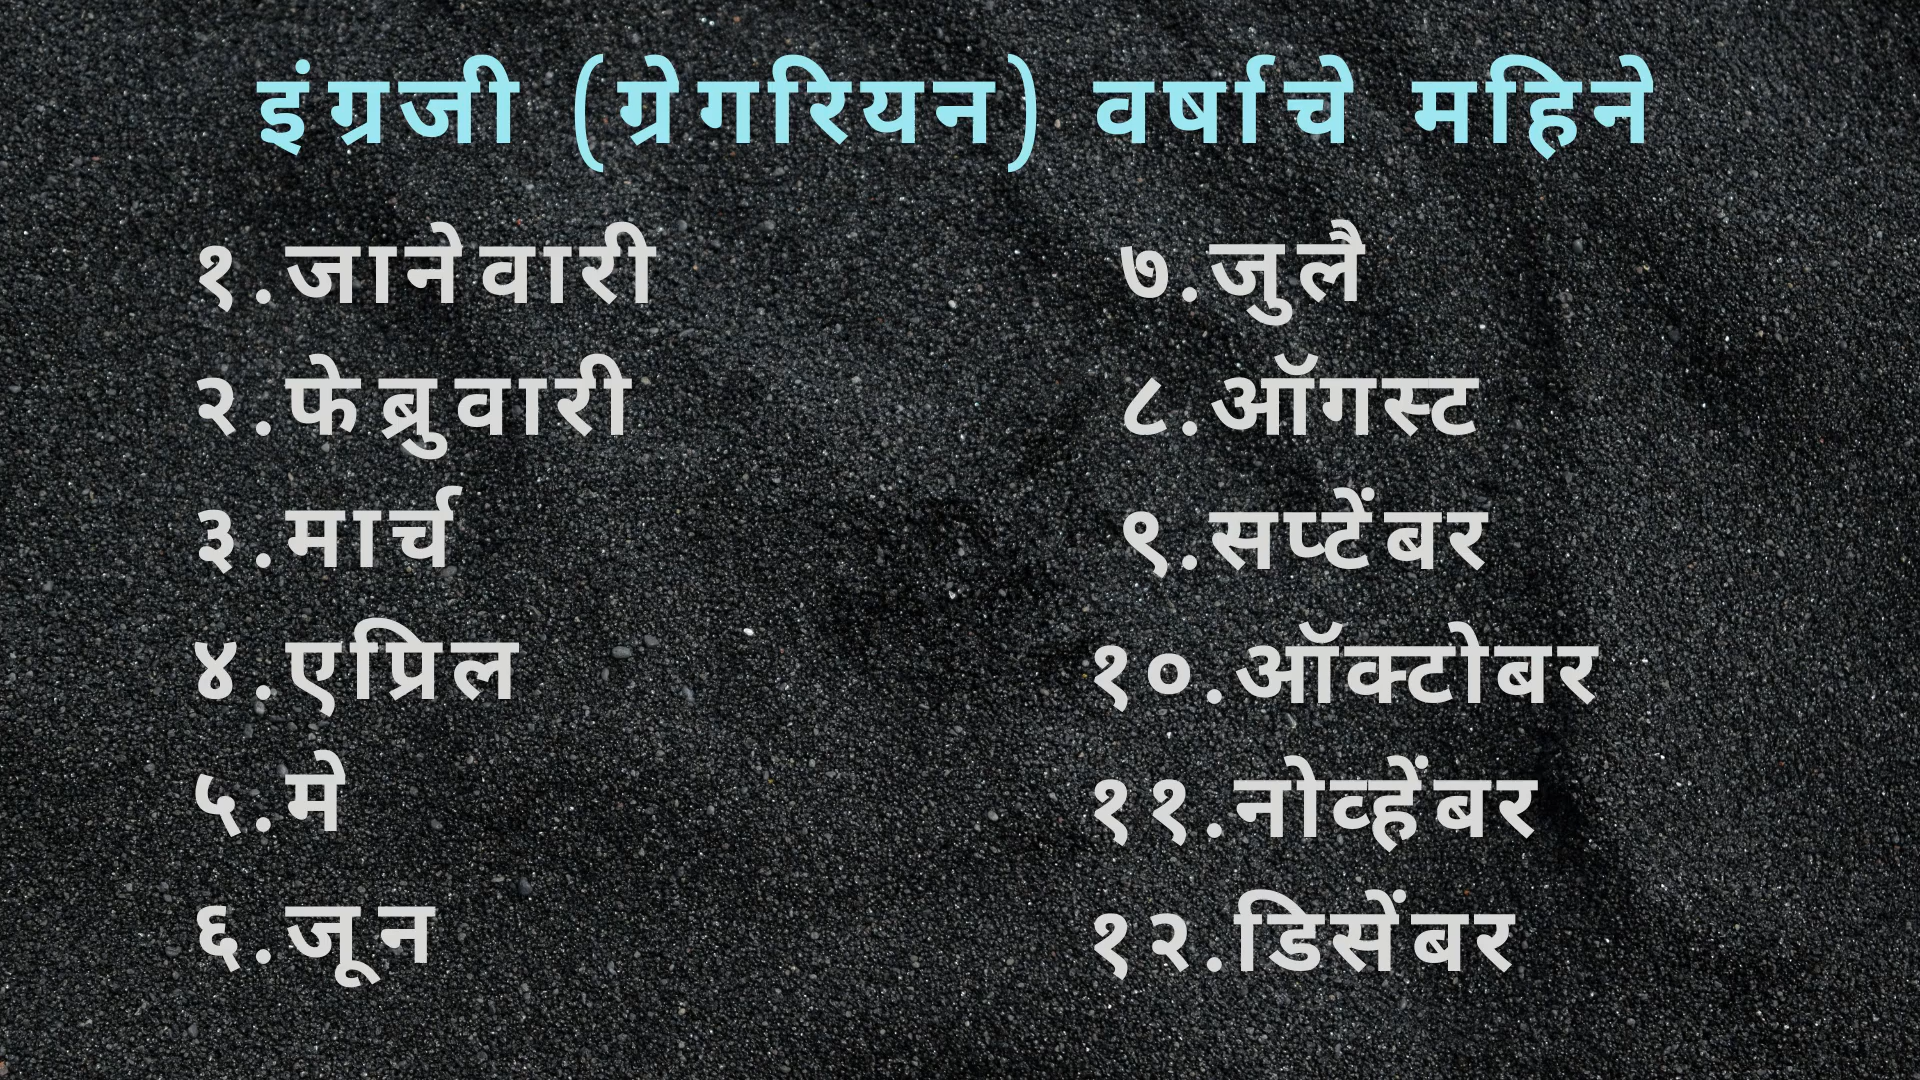 इंग्रजी (ग्रेगरियन) वर्षाचे महिने
१.जानेवारी
२.फेब्रुवारी
३.मार्च
४.एप्रिल
५.मे
६.जून
७.जुलै
८.ऑगस्ट
९.सप्टेंबर
१०.ऑक्टोबर
११.नोव्हेंबर
१२.डिसेंबर